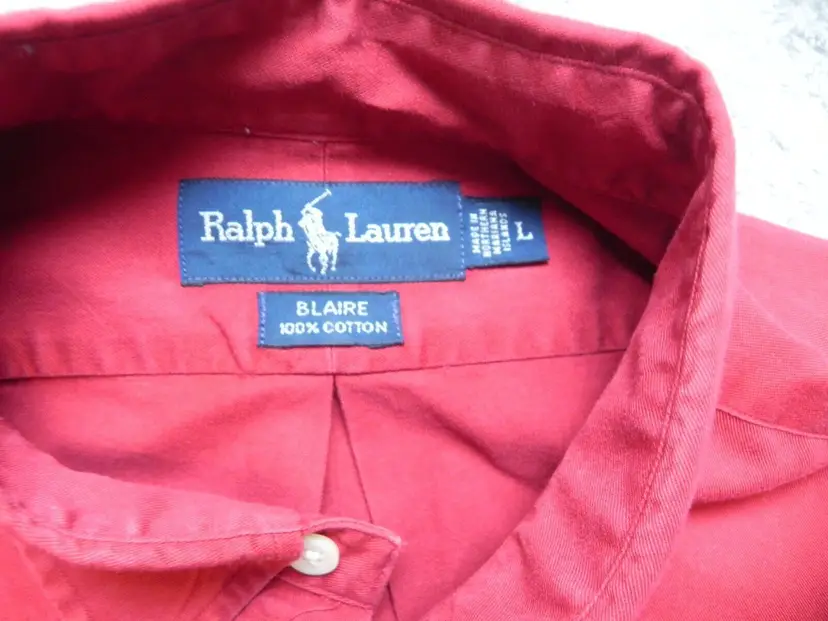 Ralph Lauren
MADE IN
NORTHERN
MARIANA
ISLANDS
L
BLAIRE
100% COTTON